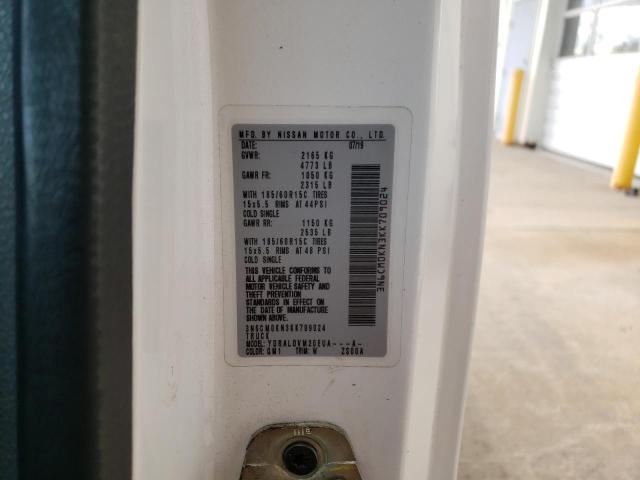 MFD. BY NISSAN MOTOR CO., LTD.
DATE: 07/19
GVWR: 2165 KG
4773 LB
GAWR FR: 1050 KG
2315 LB
WITH 185/60R15C TIRES
15x5.5 RIMS AT 44PSI
COLD SINGLE
GAWR RR: 1150 KG
2535 LB
WITH 185/60R15C TIRES
15x5.5 RIMS AT 48 PSI
COLD SINGLE
THIS VEHICLE CONFORMS TO
ALL APPLICABLE FEDERAL
MOTOR VEHICLE SAFETY
AND THEFT PREVENTION
STANDARDS IN EFFECT ON
THE DATE OF MANUFACTURE
SHOWN ABOVE.
3N6CM0KN3KK709024
TRUCK
MODEL: YDRALDVM20EUA----A-
COLOR: QM1 TRIM: W ZS00A
3N6CM0KN3KK709024